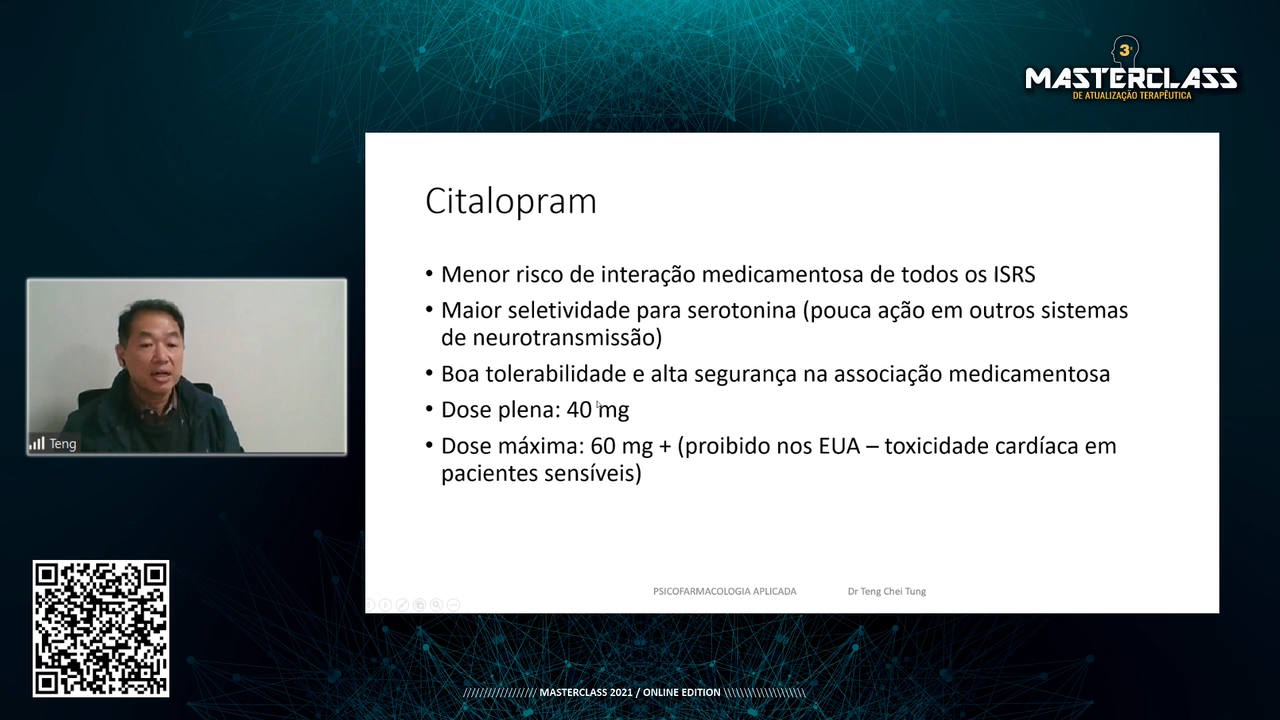 3ª
MASTERCLASS
DE ATUALIZAÇÃO TERAPÊUTICA
Citalopram
• Menor risco de interação medicamentosa de todos os ISRS
• Maior seletividade para serotonina (pouca ação em outros sistemas
de neurotransmissão)
• Boa tolerabilidade e alta segurança na associação medicamentosa
• Dose plena: 40 mg
• Dose máxima: 60 mg + (proibido nos EUA – toxicidade cardíaca em
pacientes sensíveis)
Teng
PSICOFARMACOLOGIA APLICADA Dr Teng Chei Tung
/////////////////// MASTERCLASS 2021 / ONLINE EDITION \\\\\\\\\\\\\\\\\\\\